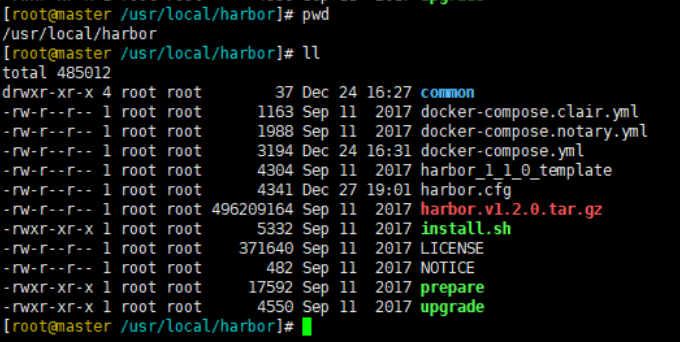 [root@master /usr/local/harbor]# pwd
/usr/local/harbor
[root@master /usr/local/harbor]# ll
total 485012
drwxr-xr-x 4 root root        37 Dec 24 16:27 common
-rw-r--r-- 1 root root      1163 Sep 11  2017 docker-compose.clair.yml
-rw-r--r-- 1 root root      1988 Sep 11  2017 docker-compose.notary.yml
-rw-r--r-- 1 root root      3194 Dec 24 16:31 docker-compose.yml
-rw-r--r-- 1 root root      4304 Sep 11  2017 harbor_1_1_0_template
-rw-r--r-- 1 root root      4341 Dec 27 19:01 harbor.cfg
-rw-r--r-- 1 root root 496209164 Sep 11  2017 harbor.v1.2.0.tar.gz
-rwxr-xr-x 1 root root      5332 Sep 11  2017 install.sh
-rw-r--r-- 1 root root    371640 Sep 11  2017 LICENSE
-rw-r--r-- 1 root root       482 Sep 11  2017 NOTICE
-rwxr-xr-x 1 root root     17592 Sep 11  2017 prepare
-rwxr-xr-x 1 root root      4550 Sep 11  2017 upgrade
[root@master /usr/local/harbor]#